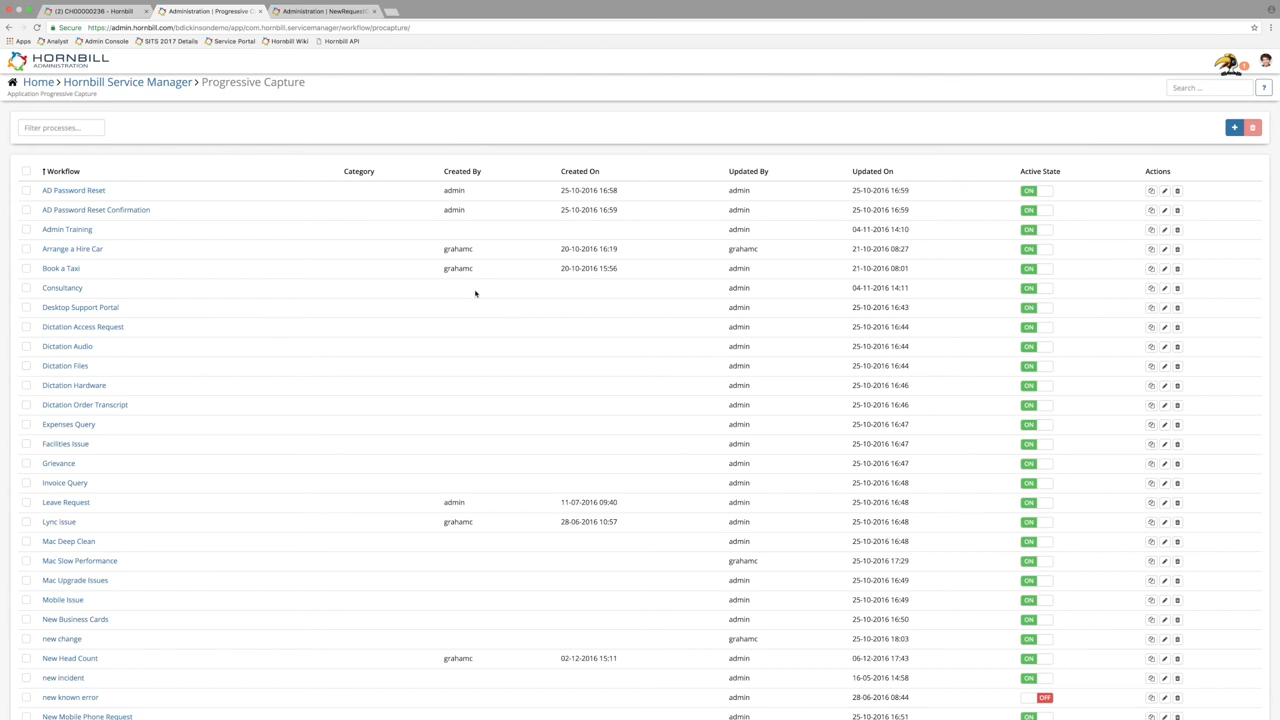 (2) CH00000236 - Hornbill × Administration | Progressive C × Administration | NewRequest ×
Secure https://admin.hornbill.com/bdickinsondemo/app/com.hornbill.servicemanager/workflow/procapture/
Apps Analyst Admin Console SITS 2017 Details Service Portal Hornbill Wiki Hornbill API
HORNBILL
ADMINISTRATION
1
Home > Hornbill Service Manager > Progressive Capture
Application Progressive Capture
Search ... ?
Filter processes... +
Workflow Category Created By Created On Updated By Updated On Active State Actions
AD Password Reset admin 25-10-2016 16:58 admin 25-10-2016 16:59 ON
AD Password Reset Confirmation admin 25-10-2016 16:59 admin 25-10-2016 16:59 ON
Admin Training admin 04-11-2016 14:10 ON
Arrange a Hire Car grahamc 20-10-2016 16:19 grahamc 21-10-2016 08:27 ON
Book a Taxi grahamc 20-10-2016 15:56 admin 21-10-2016 08:01 ON
Consultancy admin 04-11-2016 14:11 ON
Desktop Support Portal admin 25-10-2016 16:43 ON
Dictation Access Request admin 25-10-2016 16:44 ON
Dictation Audio admin 25-10-2016 16:44 ON
Dictation Files admin 25-10-2016 16:44 ON
Dictation Hardware admin 25-10-2016 16:46 ON
Dictation Order Transcript admin 25-10-2016 16:46 ON
Expenses Query admin 25-10-2016 16:47 ON
Facilities Issue admin 25-10-2016 16:47 ON
Grievance admin 25-10-2016 16:47 ON
Invoice Query admin 25-10-2016 16:48 ON
Leave Request admin 11-07-2016 09:40 admin 25-10-2016 16:48 ON
Lync issue grahamc 28-06-2016 10:57 admin 25-10-2016 16:48 ON
Mac Deep Clean admin 25-10-2016 16:48 ON
Mac Slow Performance grahamc 25-10-2016 17:29 ON
Mac Upgrade Issues admin 25-10-2016 16:49 ON
Mobile Issue admin 25-10-2016 16:49 ON
New Business Cards admin 25-10-2016 16:50 ON
new change grahamc 25-10-2016 18:03 ON
New Head Count grahamc 02-12-2016 15:11 admin 06-12-2016 17:43 ON
new incident admin 16-05-2016 14:58 ON
new known error admin 28-06-2016 08:44 OFF
New Mobile Phone Request admin 25-10-2016 16:51 ON